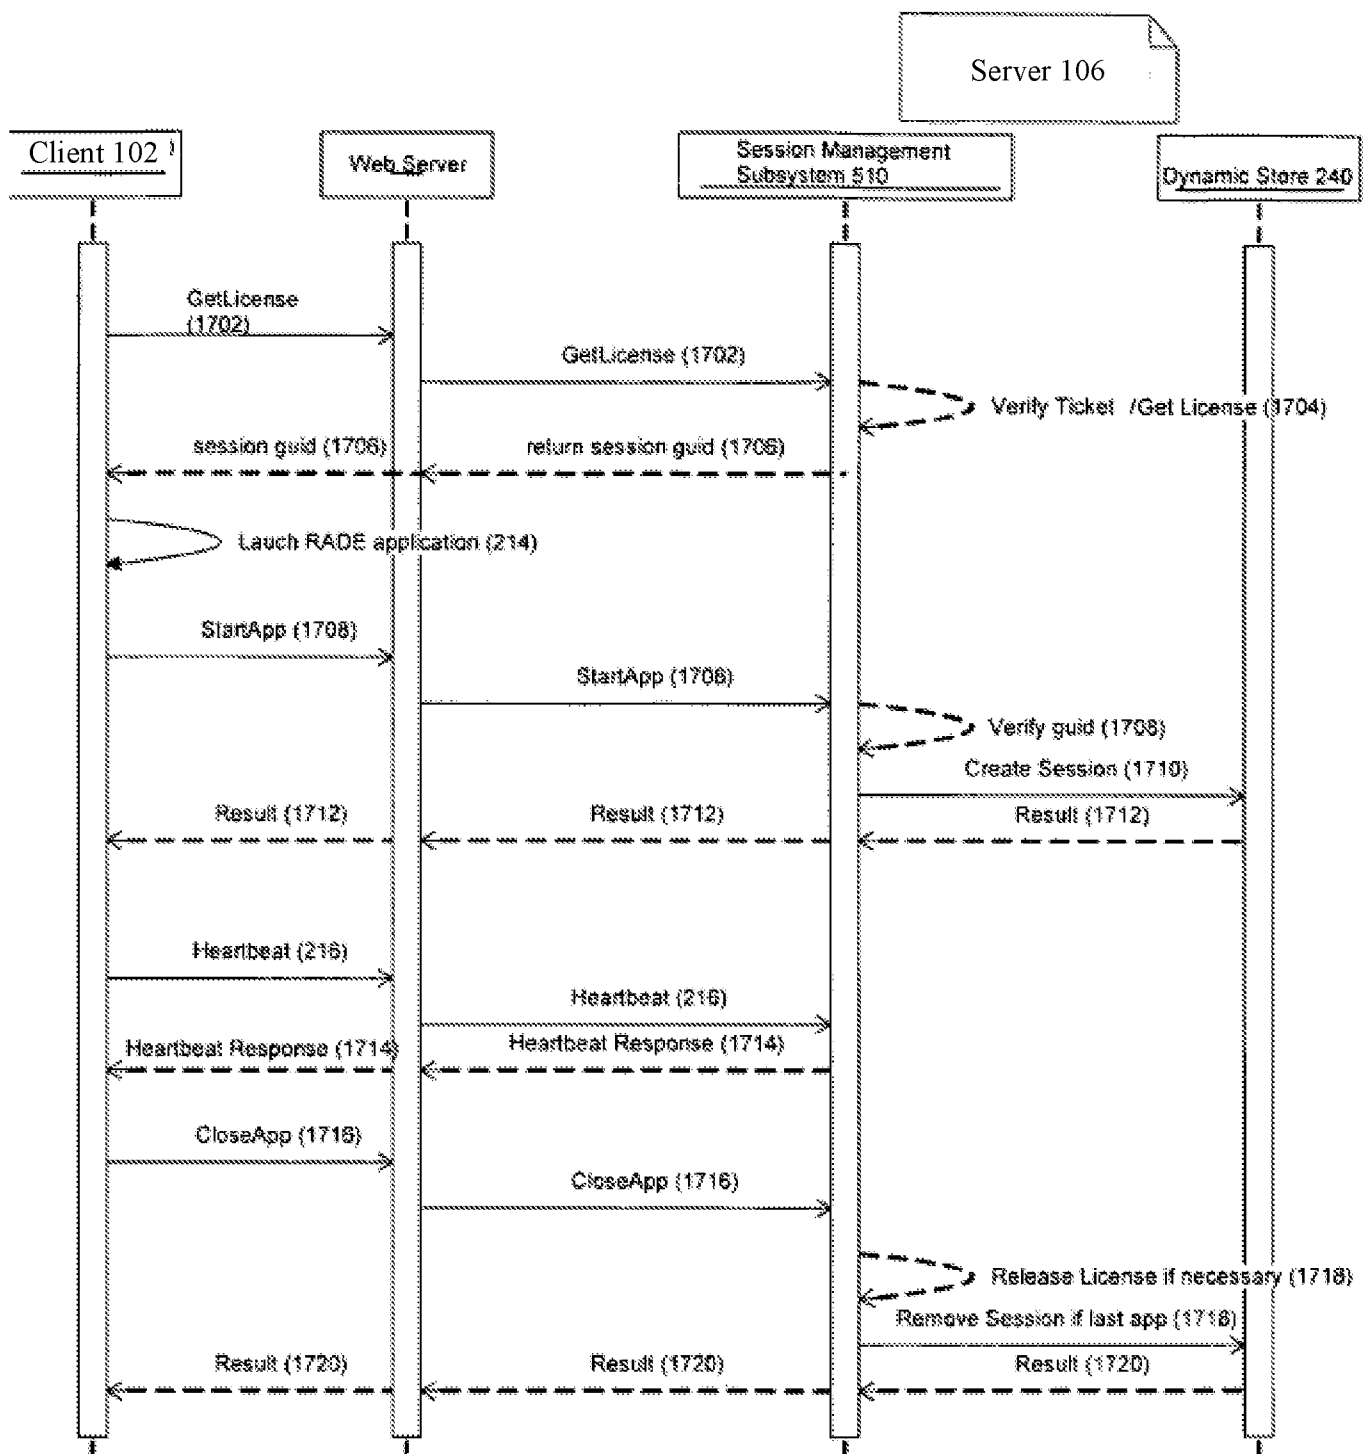 Server 106
Client 102
Web Server
Session Management
Subsystem 510
Dynamic Store 240
GetLicense
(1702)
GetLicense (1702)
Verify Ticket /Get License (1704)
session guid (1706)
return session guid (1706)
Lauch RADE application (214)
StartApp (1708)
StartApp (1708)
Verify guid (1708)
Create Session (1710)
Result (1712)
Result (1712)
Result (1712)
Heartbeat (216)
Heartbeat (216)
Heartbeat Response (1714)
Heartbeat Response (1714)
CloseApp (1716)
CloseApp (1716)
Release License if necessary (1718)
Remove Session if last app (1718)
Result (1720)
Result (1720)
Result (1720)